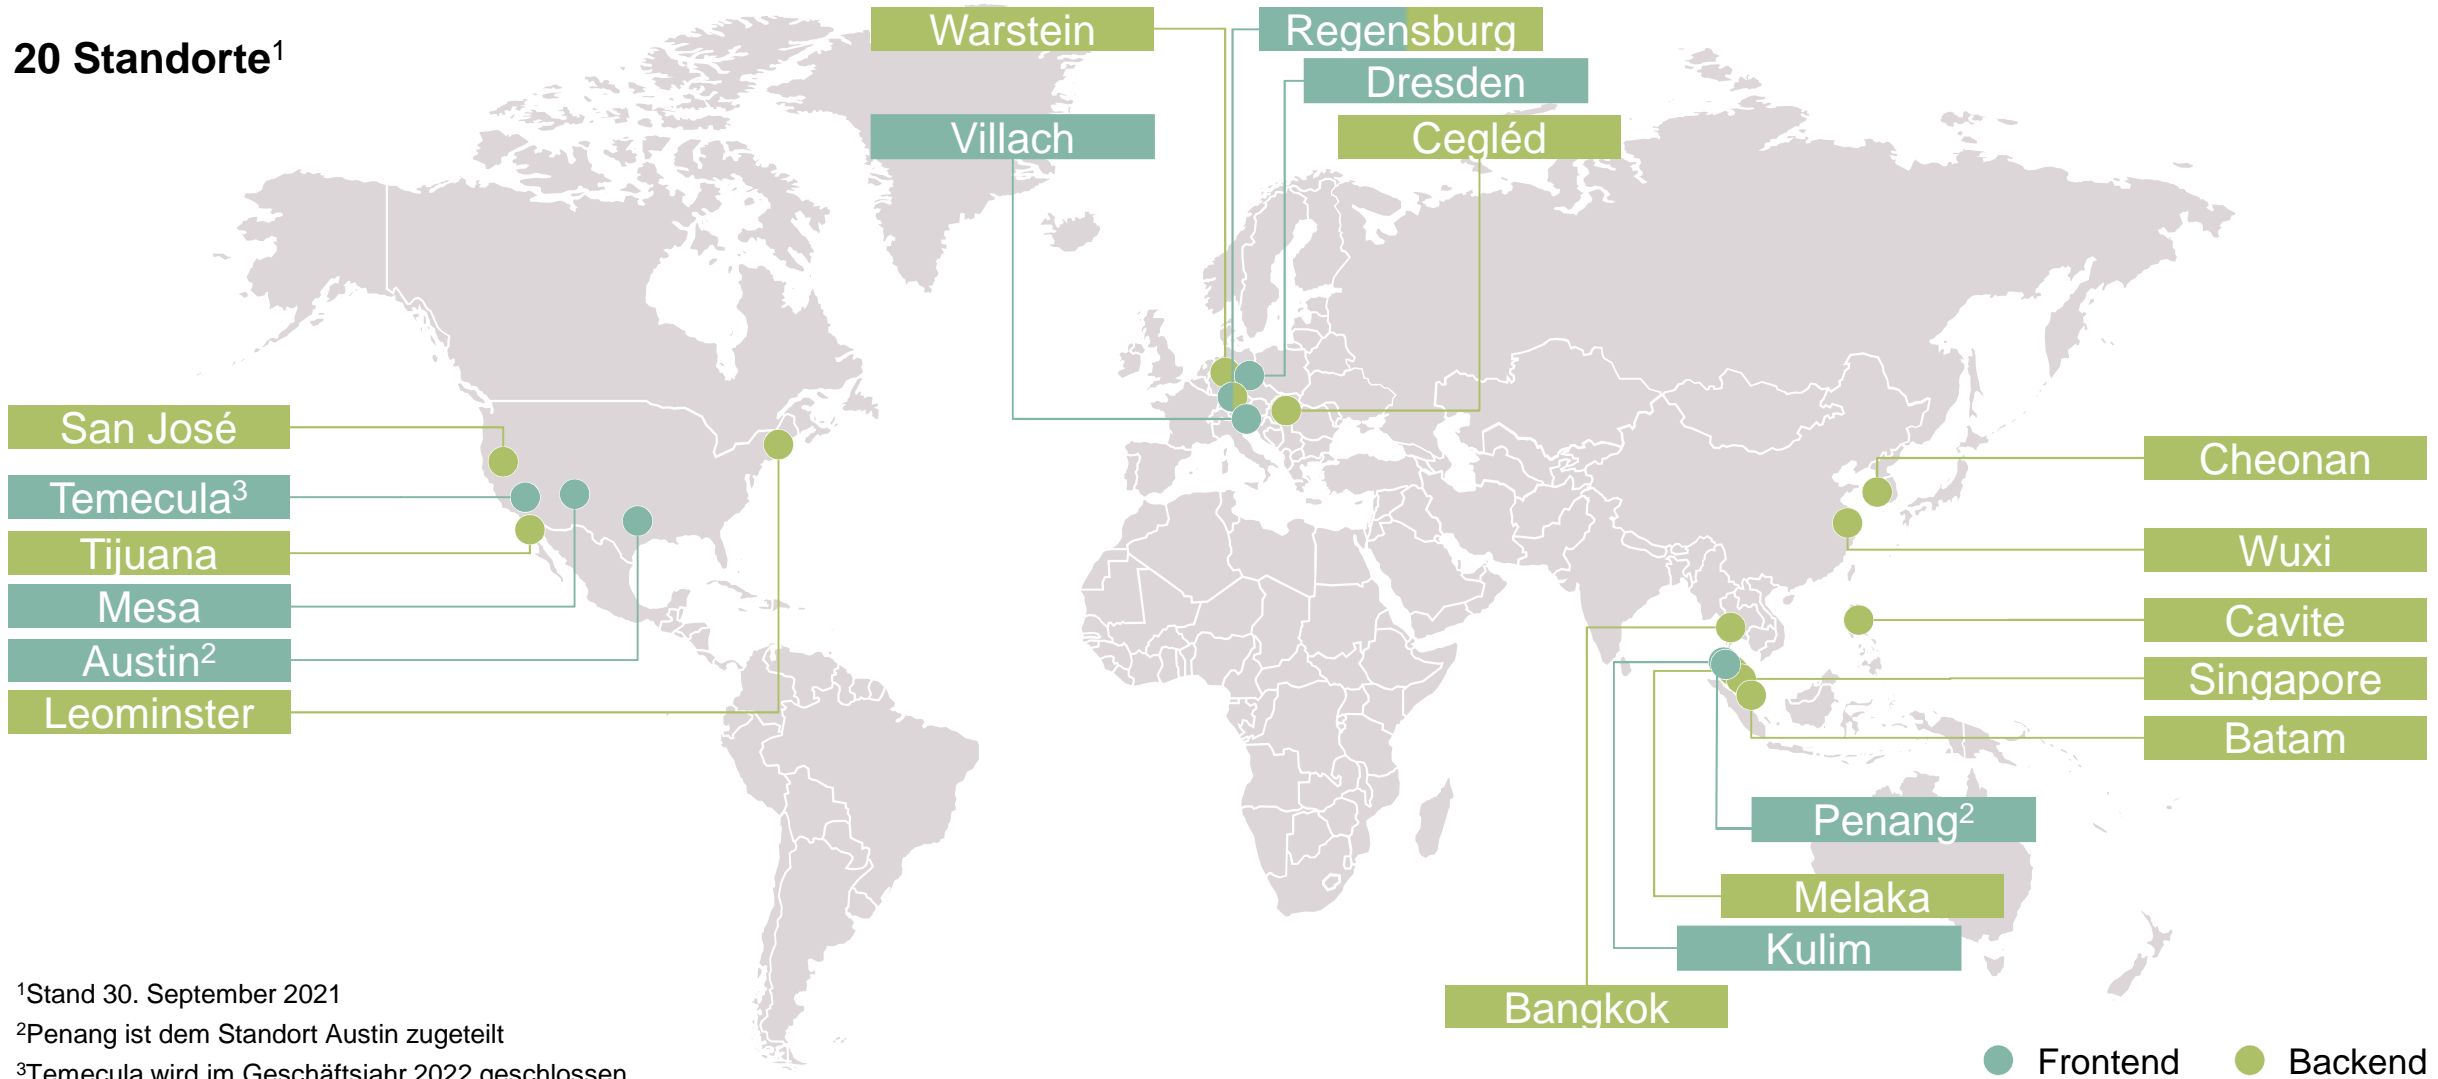 20 Standorte¹
Warstein
Regensburg
Dresden
Villach
Cegléd
San José
Temecula³
Tijuana
Mesa
Austin²
Leominster
Cheonan
Wuxi
Cavite
Singapore
Batam
Penang²
Melaka
Kulim
Bangkok
¹Stand 30. September 2021
²Penang ist dem Standort Austin zugeteilt
³Temecula wird im Geschäftsjahr 2022 geschlossen
Frontend
Backend